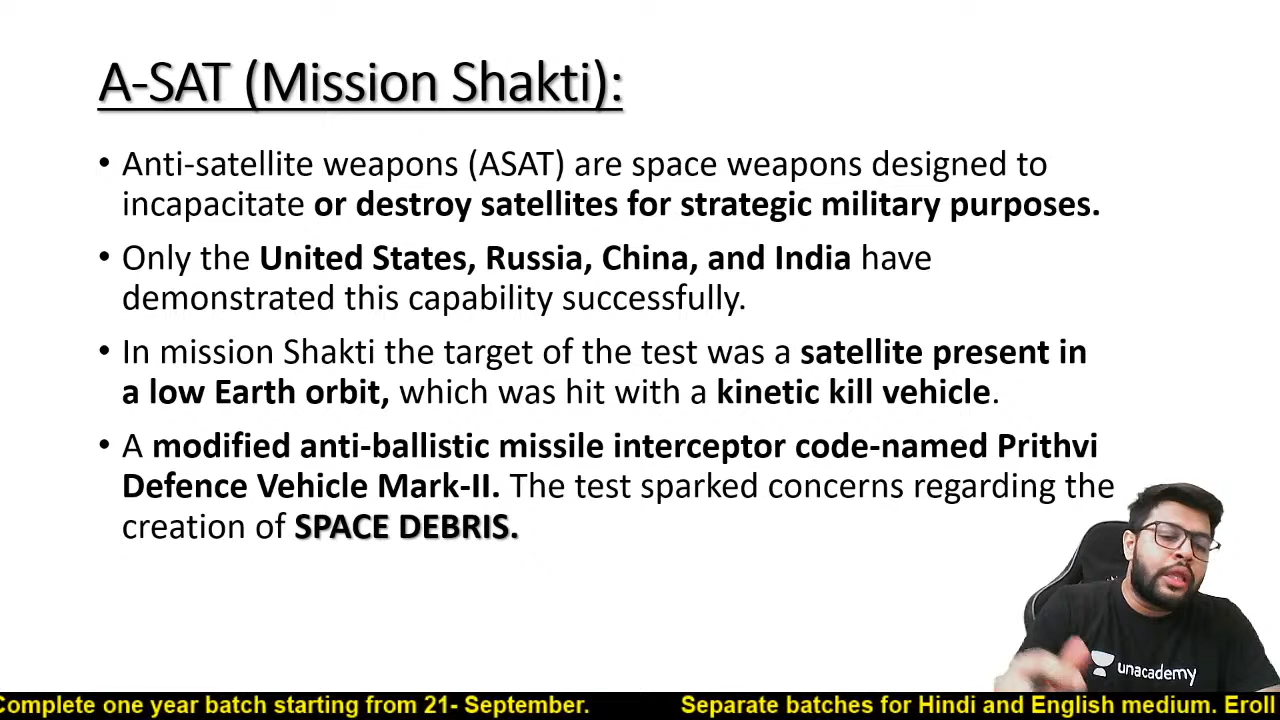 A-SAT (Mission Shakti):
• Anti-satellite weapons (ASAT) are space weapons designed to
incapacitate or destroy satellites for strategic military purposes.
• Only the United States, Russia, China, and India have
demonstrated this capability successfully.
• In mission Shakti the target of the test was a satellite present in
a low Earth orbit, which was hit with a kinetic kill vehicle.
• A modified anti-ballistic missile interceptor code-named Prithvi
Defence Vehicle Mark-II. The test sparked concerns regarding the
creation of SPACE DEBRIS.
unacademy
Complete one year batch starting from 21- September. Separate batches for Hindi and English medium. Eroll